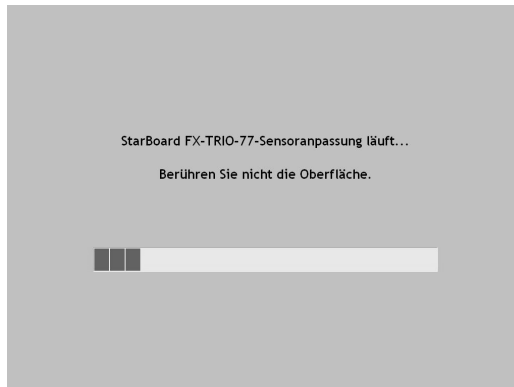 StarBoard FX-TRIO-77-Sensoranpassung läuft...
Berühren Sie nicht die Oberfläche.